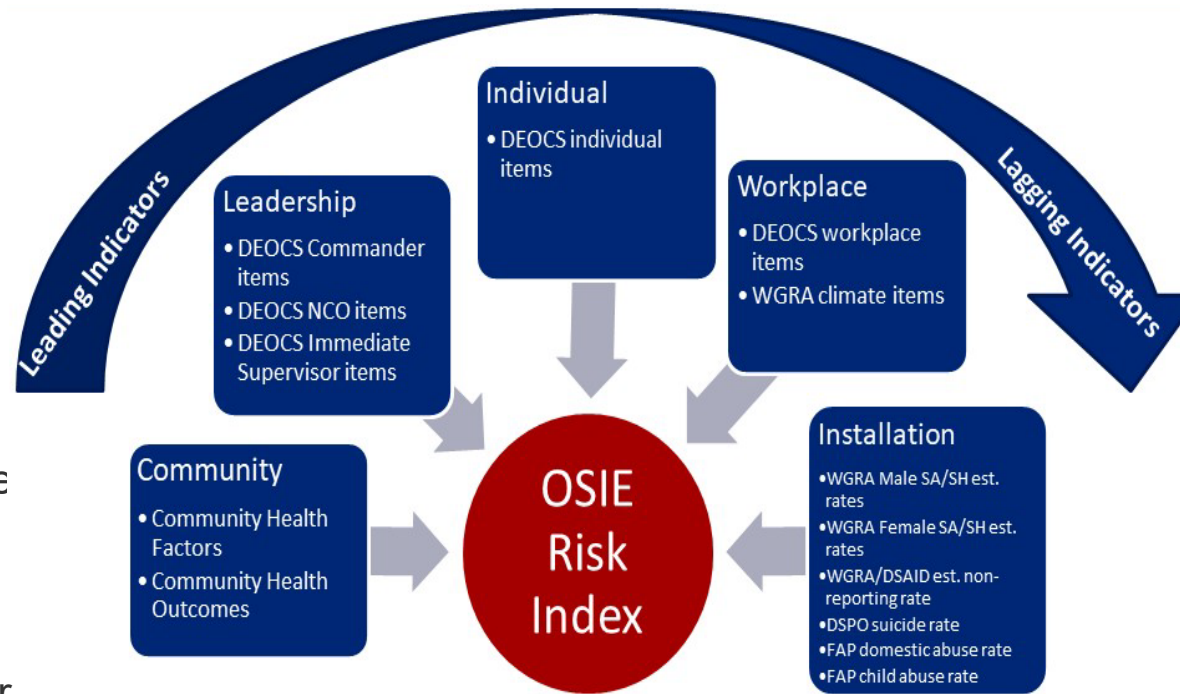 Leading Indicators
Lagging Indicators
Individual
• DEOCS individual
items
Leadership
• DEOCS Commander
items
• DEOCS NCO items
• DEOCS Immediate
Supervisor items
Workplace
• DEOCS workplace
items
• WGRA climate items
Community
• Community Health
Factors
• Community Health
Outcomes
OSIE
Risk
Index
Installation
•WGRA Male SA/SH est.
rates
•WGRA Female SA/SH est.
rates
•WGRA/DSAID est. non-
reporting rate
•DSPO suicide rate
•FAP domestic abuse rate
•FAP child abuse rate